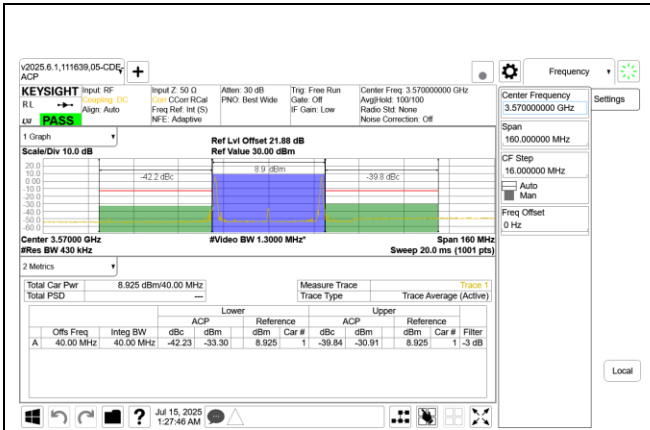 v2025.6.1,111639,05-CDE-
ACP
Frequency
KEYSIGHT Input: RF Input Z: 50 Ω Atten: 30 dB Trig: Free Run Center Freq: 3.570000000 GHz
RL Coupling: DC Corr CCorr RCal PNO: Best Wide Gate: Off Avg|Hold: 100/100
Align: Auto Freq Ref: Int (S) IF Gain: Low Radio Std: None
PASS NFE: Adaptive Noise Correction: Off
1 Graph
Ref Lvl Offset 21.88 dB
Scale/Div 10.0 dB Ref Value 30.00 dBm
20.0
10.0
0.00
-10.0
-20.0
-30.0
-40.0
-50.0
-60.0
-42.2 dBc 8.9 dBm -39.8 dBc
Center 3.57000 GHz #Video BW 1.3000 MHz* Span 160 MHz
#Res BW 430 kHz Sweep 20.0 ms (1001 pts)
2 Metrics
Total Car Pwr 8.925 dBm/40.00 MHz Measure Trace Trace 1
Total PSD --- Trace Type Trace Average (Active)
Lower Upper
ACP Reference ACP Reference
Offs Freq Integ BW dBc dBm dBm Car # dBc dBm dBm Car # Filter
A 40.00 MHz 40.00 MHz -42.23 -33.30 8.925 1 -39.84 -30.91 8.925 1 -3 dB
Jul 15, 2025
1:27:46 AM
Center Frequency
3.570000000 GHz
Settings
Span
160.000000 MHz
CF Step
16.000000 MHz
Auto
Man
Freq Offset
0 Hz
Local